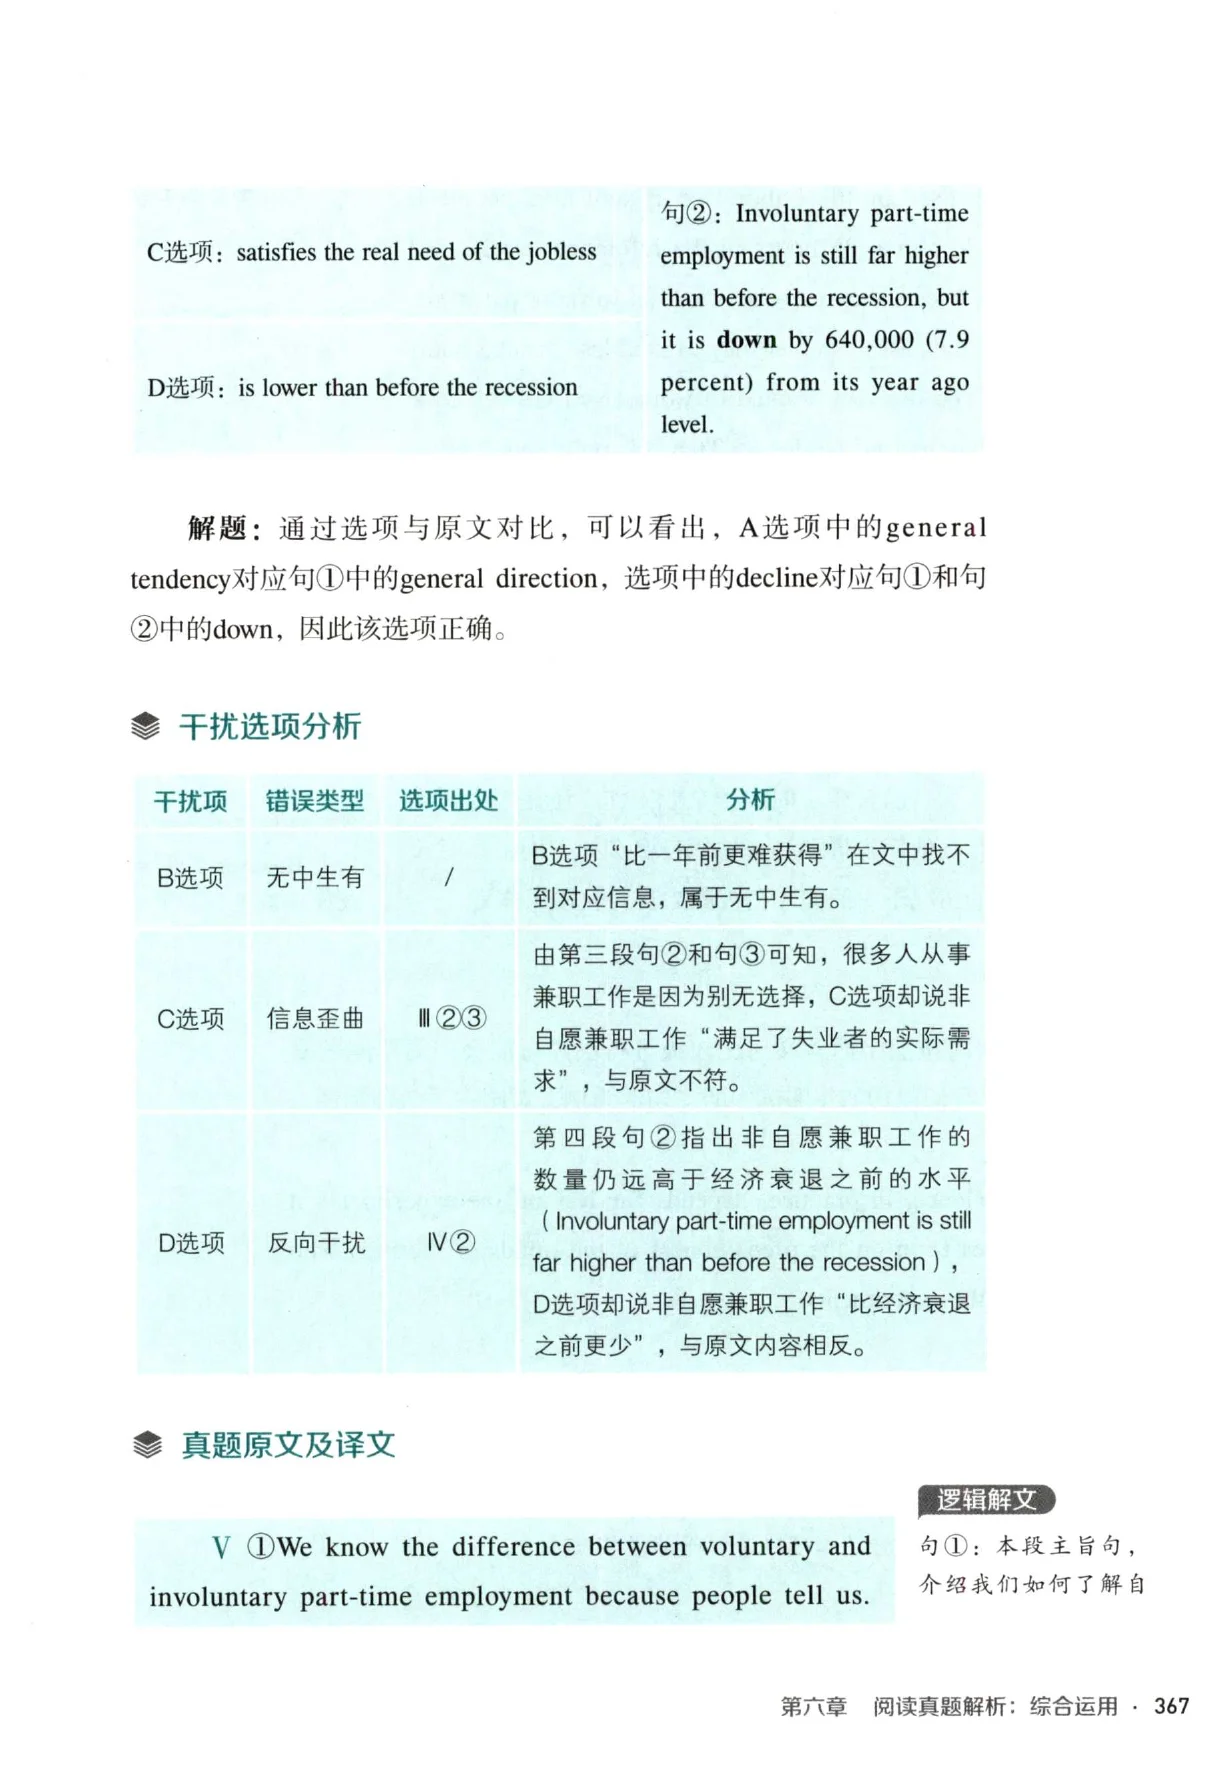 C选项：satisfies the real need of the jobless
D选项：is lower than before the recession
句②：Involuntary part-time
employment is still far higher
than before the recession, but
it is down by 640,000 (7.9
percent) from its year ago
level.
解题：通过选项与原文对比，可以看出，A选项中的general
tendency对应句①中的general direction，选项中的decline对应句①和句
②中的down，因此该选项正确。
干扰选项分析
干扰项 错误类型 选项出处 分析
B选项 无中生有 /
B选项“比一年前更难获得”在文中找不
到对应信息，属于无中生有。
C选项 信息歪曲 Ⅲ②③
由第三段句②和句③可知，很多人从事
兼职工作是因为别无选择，C选项却说非
自愿兼职工作“满足了失业者的实际需
求”，与原文不符。
D选项 反向干扰 Ⅳ②
第四段句②指出非自愿兼职工作的
数量仍远高于经济衰退之前的水平
（Involuntary part-time employment is still
far higher than before the recession），
D选项却说非自愿兼职工作“比经济衰退
之前更少”，与原文内容相反。
真题原文及译文
Ⅴ ①We know the difference between voluntary and
involuntary part-time employment because people tell us.
逻辑解文
句①：本段主旨句，
介绍我们如何了解自
第六章 阅读真题解析：综合运用 · 367